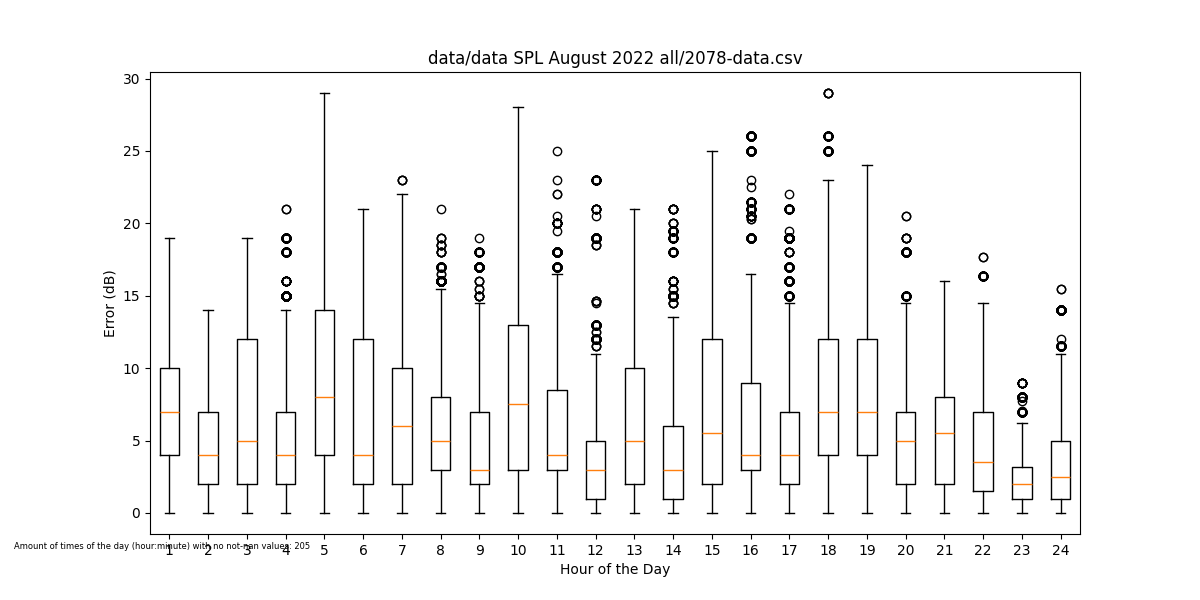 data/data SPL August 2022 all/2078-data.csv
30
25
20
15
10
5
0
Error (dB)
Amount of times of the day (hour:minute) with no not-nan values: 205
1 2 3 4 5 6 7 8 9 10 11 12 13 14 15 16 17 18 19 20 21 22 23 24
Hour of the Day